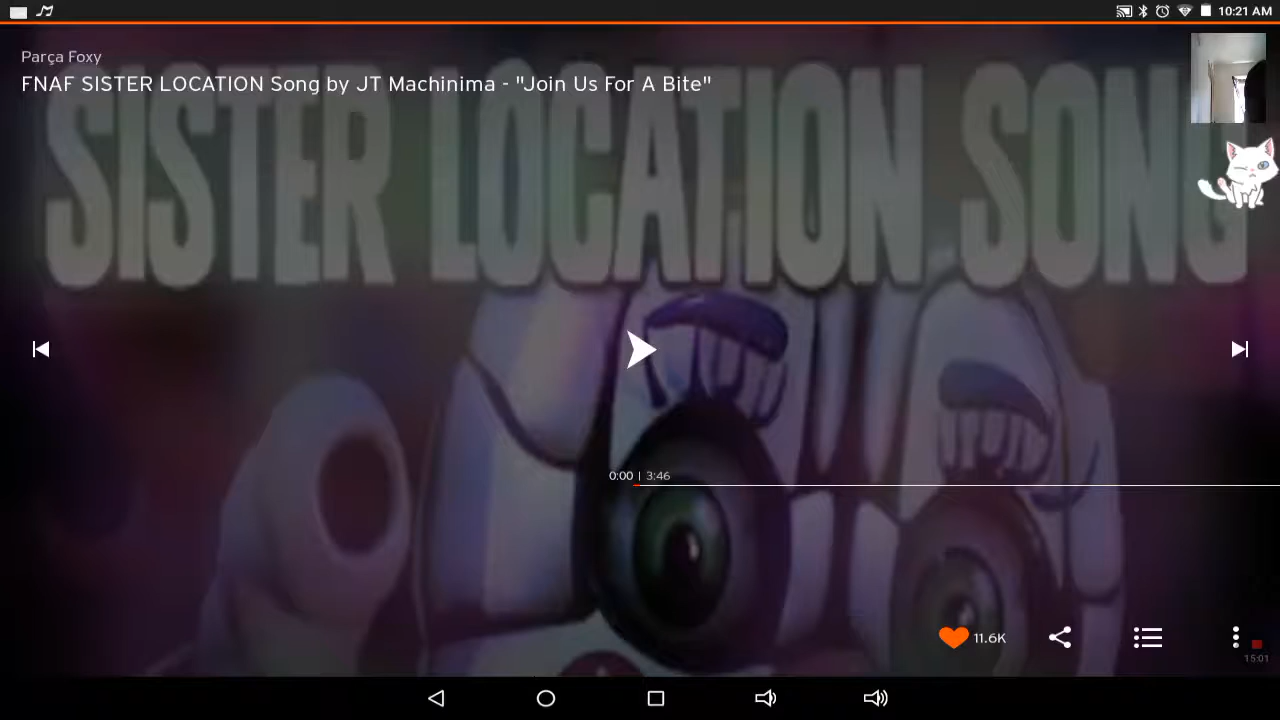 10:21 AM
Parça Foxy
FNAF SISTER LOCATION Song by JT Machinima - "Join Us For A Bite"
SISTER LOCATION SONG
0:00 | 3:46
11.6K
15:01